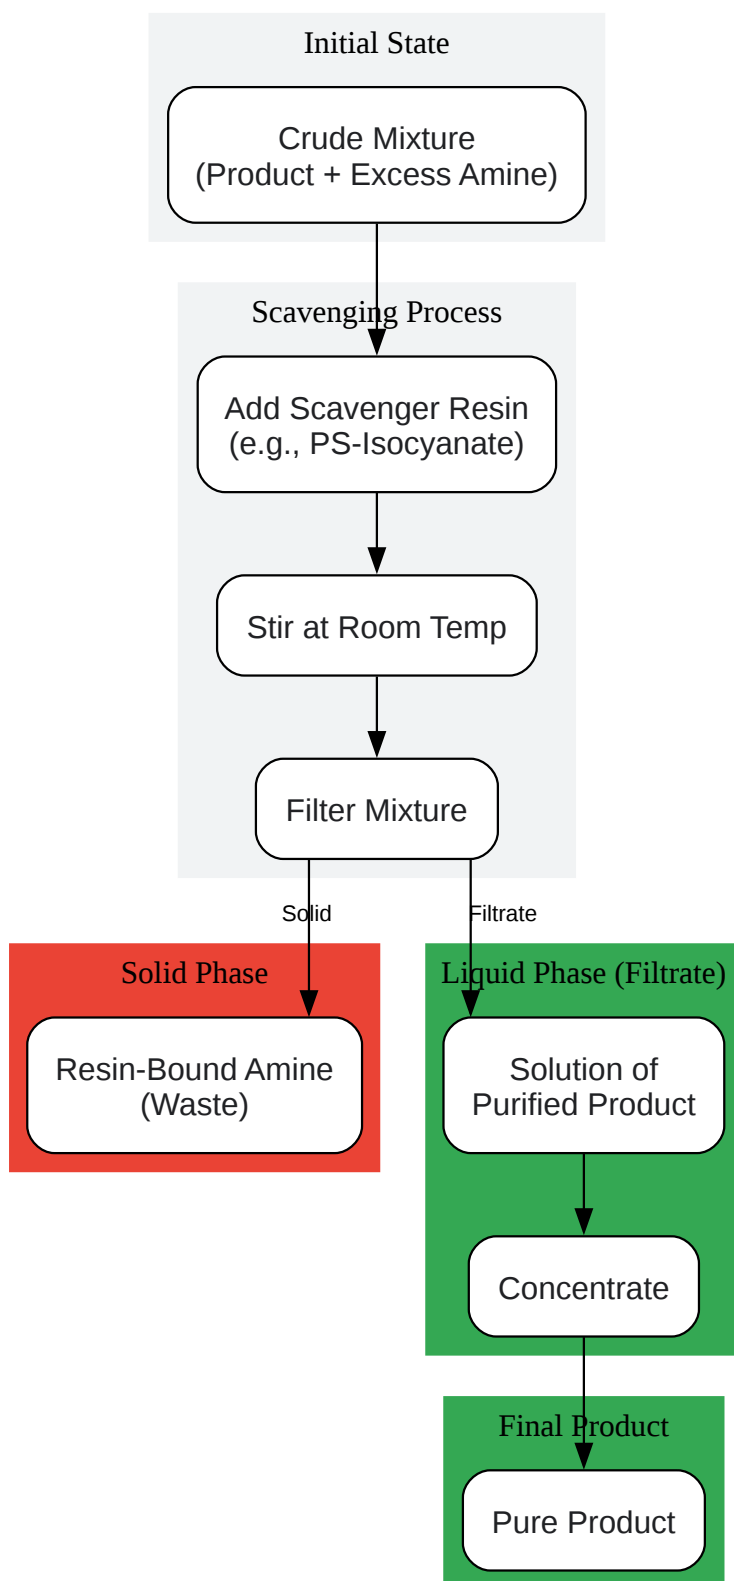 Initial State
Crude Mixture
(Product + Excess Amine)
Scavenging Process
Add Scavenger Resin
(e.g., PS-Isocyanate)
Stir at Room Temp
Filter Mixture
Solid
Filtrate
Solid Phase
Resin-Bound Amine
(Waste)
Liquid Phase (Filtrate)
Solution of
Purified Product
Concentrate
Final Product
Pure Product